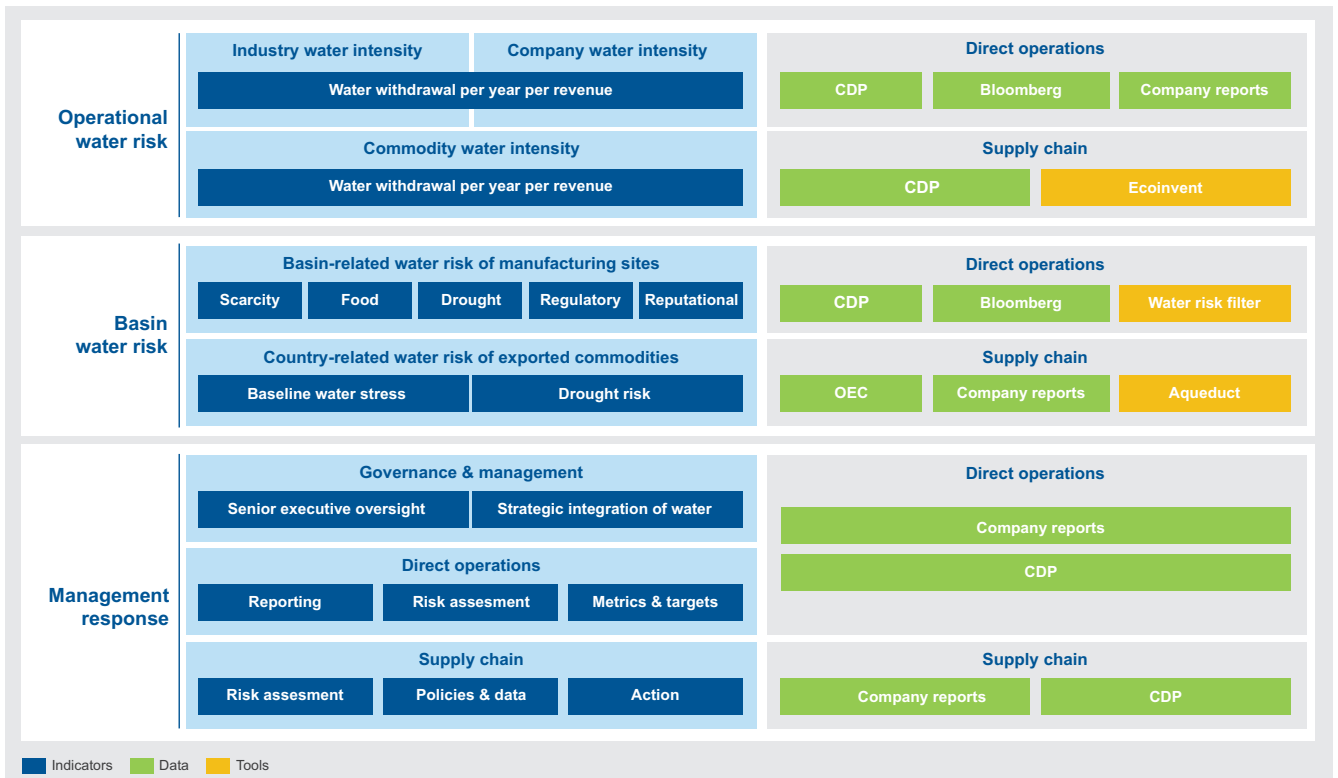 Operational
water risk
Industry water intensity
Company water intensity
Water withdrawal per year per revenue
Commodity water intensity
Water withdrawal per year per revenue
Direct operations
CDP
Bloomberg
Company reports
Supply chain
CDP
Ecoinvent
Basin
water risk
Basin-related water risk of manufacturing sites
Scarcity
Food
Drought
Regulatory
Reputational
Country-related water risk of exported commodities
Baseline water stress
Drought risk
Direct operations
CDP
Bloomberg
Water risk filter
Supply chain
OEC
Company reports
Aqueduct
Management
response
Governance & management
Senior executive oversight
Strategic integration of water
Direct operations
Reporting
Risk assesment
Metrics & targets
Supply chain
Risk assesment
Policies & data
Action
Direct operations
Company reports
CDP
Supply chain
Company reports
CDP
Indicators
Data
Tools